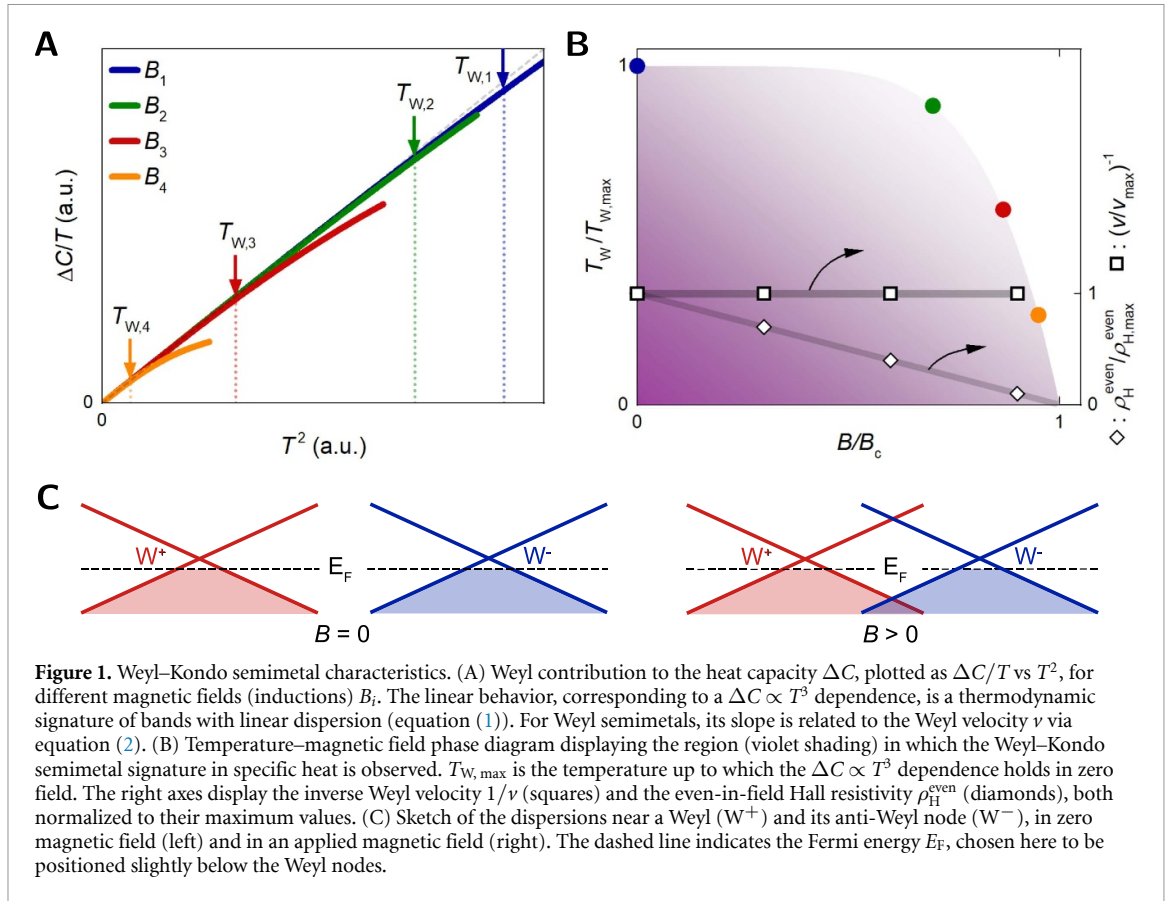 A
B₁
B₂
B₃
B₄
T_W,1
T_W,2
T_W,3
T_W,4
ΔC/T (a.u.)
0
T² (a.u.)
B
1
0
T_W/T_W,max
0
1
B/B_c
1
0
◇: ρ_H^even/ρ_H,max^even □: (v/v_max)⁻¹
C
W⁺
E_F
W⁻
B = 0
W⁺
E_F
W⁻
B > 0
Figure 1. Weyl–Kondo semimetal characteristics. (A) Weyl contribution to the heat capacity ΔC, plotted as ΔC/T vs T², for
different magnetic fields (inductions) Bᵢ. The linear behavior, corresponding to a ΔC ∝ T³ dependence, is a thermodynamic
signature of bands with linear dispersion (equation (1)). For Weyl semimetals, its slope is related to the Weyl velocity ν via
equation (2). (B) Temperature–magnetic field phase diagram displaying the region (violet shading) in which the Weyl–Kondo
semimetal signature in specific heat is observed. T_W, max is the temperature up to which the ΔC ∝ T³ dependence holds in zero
field. The right axes display the inverse Weyl velocity 1/ν (squares) and the even-in-field Hall resistivity ρ_H^even (diamonds), both
normalized to their maximum values. (C) Sketch of the dispersions near a Weyl (W⁺) and its anti-Weyl node (W⁻), in zero
magnetic field (left) and in an applied magnetic field (right). The dashed line indicates the Fermi energy E_F, chosen here to be
positioned slightly below the Weyl nodes.